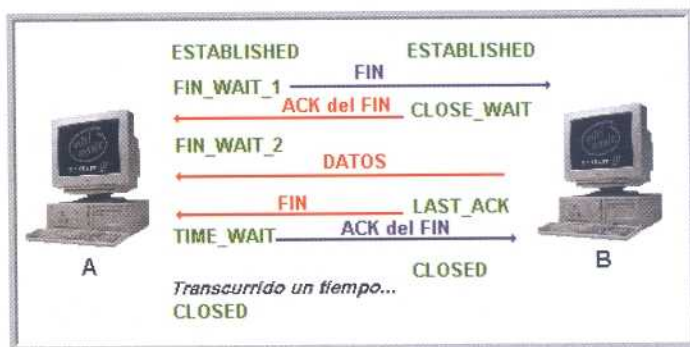 ESTABLISHED ESTABLISHED
FIN
FIN_WAIT_1
ACK del FIN CLOSE_WAIT
FIN_WAIT_2
DATOS
FIN LAST_ACK
TIME_WAIT ACK del FIN
A B
CLOSED
Transcurrido un tiempo...
CLOSED